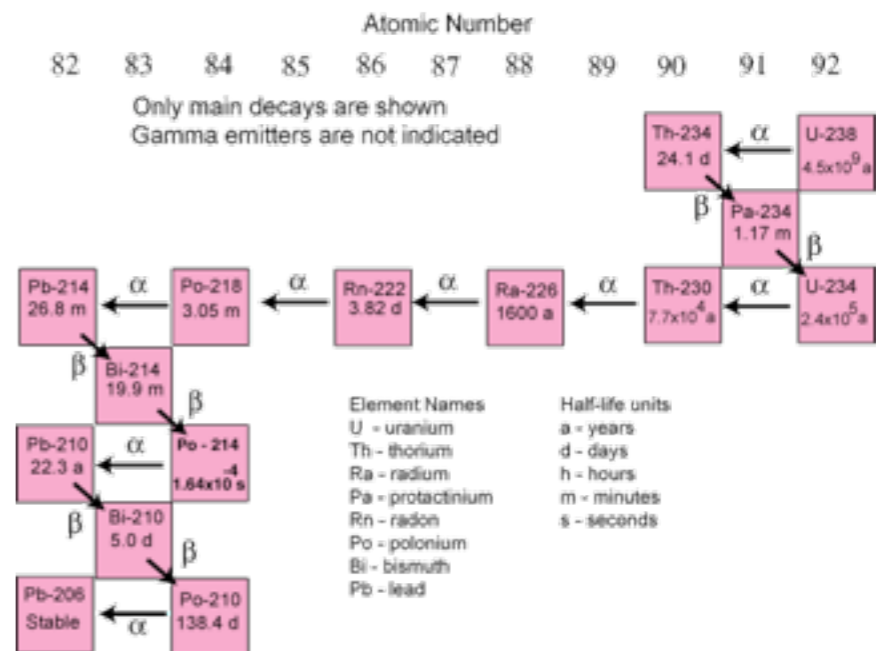 Atomic Number
82 83 84 85 86 87 88 89 90 91 92
Only main decays are shown
Gamma emitters are not indicated
Th-234
24.1 d
α
U-238
4.5x10⁹ a
β
Pa-234
1.17 m
β
Pb-214
26.8 m
α
Po-218
3.05 m
α
Rn-222
3.82 d
α
Ra-226
1600 a
α
Th-230
7.7x10⁴ a
α
U-234
2.4x10⁵ a
β
Bi-214
19.9 m
β
Pb-210
22.3 a
α
Po - 214
-4
1.64x10 s
β
Bi-210
5.0 d
β
Pb-206
Stable
α
Po-210
138.4 d
Element Names
U - uranium
Th - thorium
Ra - radium
Pa - protactinium
Rn - radon
Po - polonium
Bi - bismuth
Pb - lead
Half-life units
a - years
d - days
h - hours
m - minutes
s - seconds